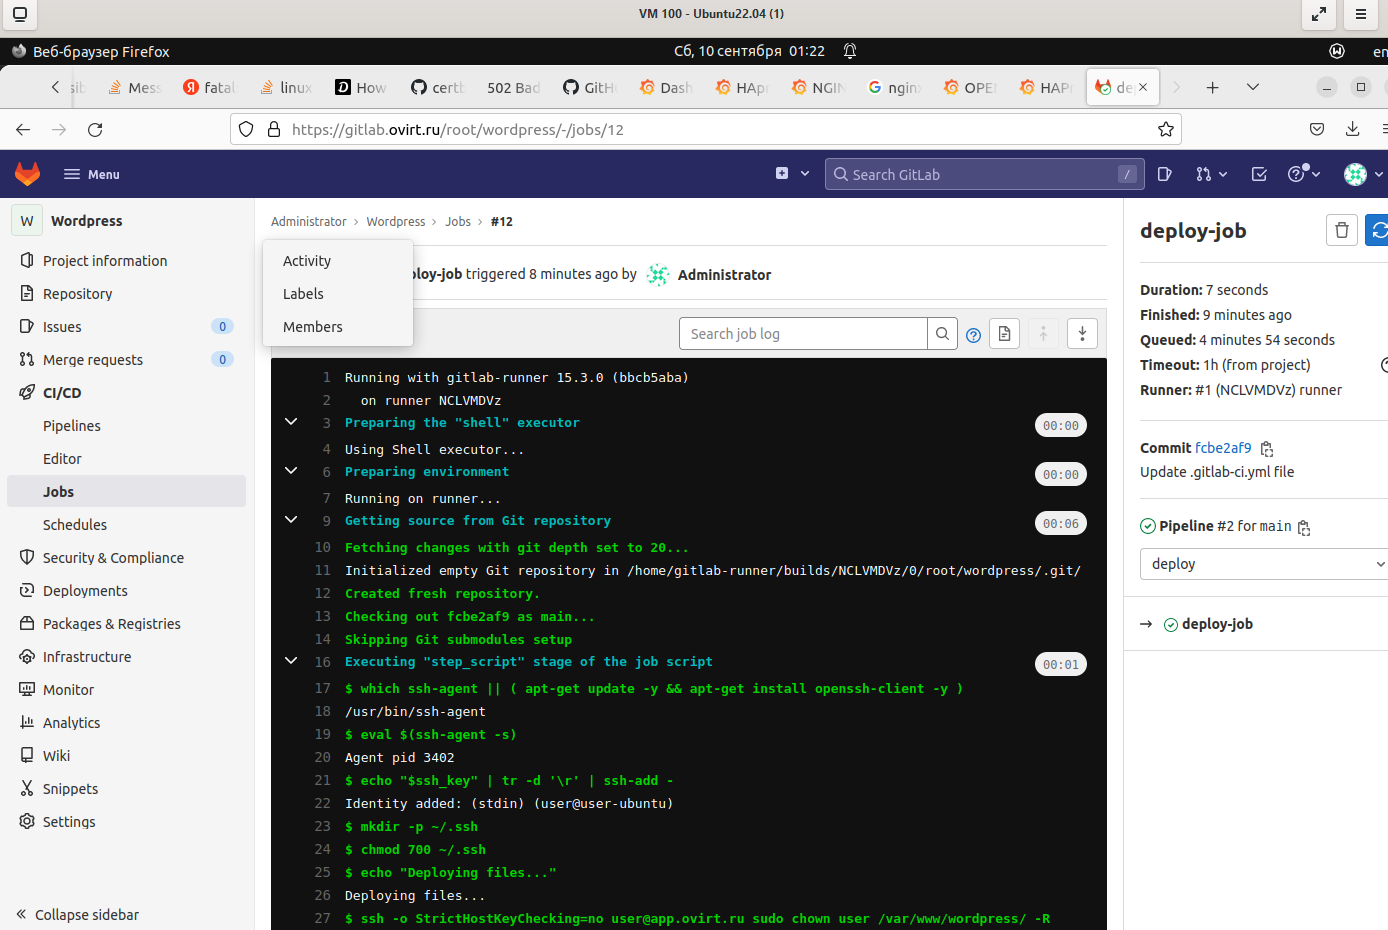 VM 100 - Ubuntu22.04 (1)
Веб-браузер Firefox
Сб, 10 сентября 01:22
en
sib
Mess
fatal
linux
How
certb
502 Bad
GitHu
Dash
HApr
NGIN
nginx
OPEN
HAPr
de
https://gitlab.ovirt.ru/root/wordpress/-/jobs/12
Menu
Search GitLab
/
W Wordpress
Project information
Repository
Issues 0
Merge requests 0
CI/CD
Pipelines
Editor
Jobs
Schedules
Security & Compliance
Deployments
Packages & Registries
Infrastructure
Monitor
Analytics
Wiki
Snippets
Settings
Collapse sidebar
Administrator > Wordpress > Jobs > #12
Activity
Labels
Members
ploy-job triggered 8 minutes ago by Administrator
Search job log
1 Running with gitlab-runner 15.3.0 (bbcb5aba)
2 on runner NCLVMDVz
3 Preparing the "shell" executor 00:00
4 Using Shell executor...
6 Preparing environment 00:00
7 Running on runner...
9 Getting source from Git repository 00:06
10 Fetching changes with git depth set to 20...
11 Initialized empty Git repository in /home/gitlab-runner/builds/NCLVMDVz/0/root/wordpress/.git/
12 Created fresh repository.
13 Checking out fcbe2af9 as main...
14 Skipping Git submodules setup
16 Executing "step_script" stage of the job script 00:01
17 $ which ssh-agent || ( apt-get update -y && apt-get install openssh-client -y )
18 /usr/bin/ssh-agent
19 $ eval $(ssh-agent -s)
20 Agent pid 3402
21 $ echo "$ssh_key" | tr -d '\r' | ssh-add -
22 Identity added: (stdin) (user@user-ubuntu)
23 $ mkdir -p ~/.ssh
24 $ chmod 700 ~/.ssh
25 $ echo "Deploying files..."
26 Deploying files...
27 $ ssh -o StrictHostKeyChecking=no user@app.ovirt.ru sudo chown user /var/www/wordpress/ -R
deploy-job
Duration: 7 seconds
Finished: 9 minutes ago
Queued: 4 minutes 54 seconds
Timeout: 1h (from project)
Runner: #1 (NCLVMDVz) runner
Commit fcbe2af9
Update .gitlab-ci.yml file
Pipeline #2 for main
deploy
→ deploy-job